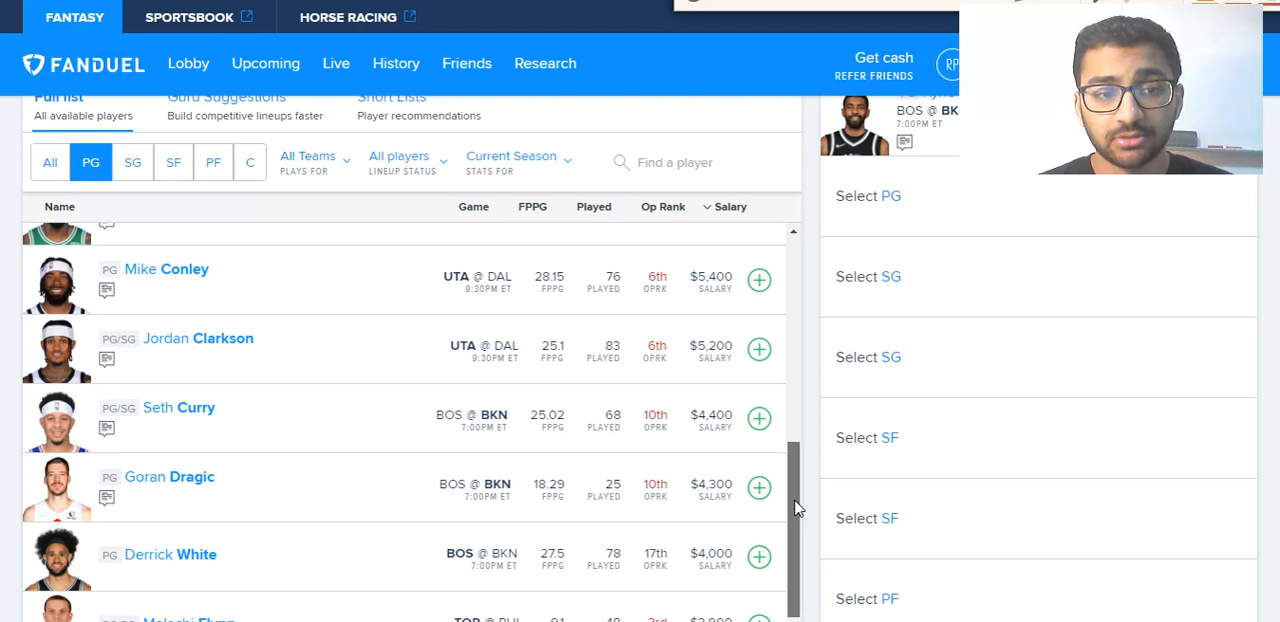 FANTASY SPORTSBOOK HORSE RACING
FANDUEL Lobby Upcoming Live History Friends Research Get cash
REFER FRIENDS RP
Full list Guru Suggestions Short Lists
All available players Build competitive lineups faster Player recommendations
BOS @ BK
7:00PM ET
All PG SG SF PF C All Teams All players Current Season Find a player
PLAYS FOR LINEUP STATUS STATS FOR
Name Game FPPG Played Op Rank Salary
PG Mike Conley UTA @ DAL 28.15 76 6th $5,400
9:30PM ET FPPG PLAYED OPRK SALARY
PG/SG Jordan Clarkson UTA @ DAL 25.1 83 6th $5,200
9:30PM ET FPPG PLAYED OPRK SALARY
PG/SG Seth Curry BOS @ BKN 25.02 68 10th $4,400
7:00PM ET FPPG PLAYED OPRK SALARY
PG Goran Dragic BOS @ BKN 18.29 25 10th $4,300
7:00PM ET FPPG PLAYED OPRK SALARY
PG Derrick White BOS @ BKN 27.5 78 17th $4,000
7:00PM ET FPPG PLAYED OPRK SALARY
Select PG
Select SG
Select SG
Select SF
Select SF
Select PF